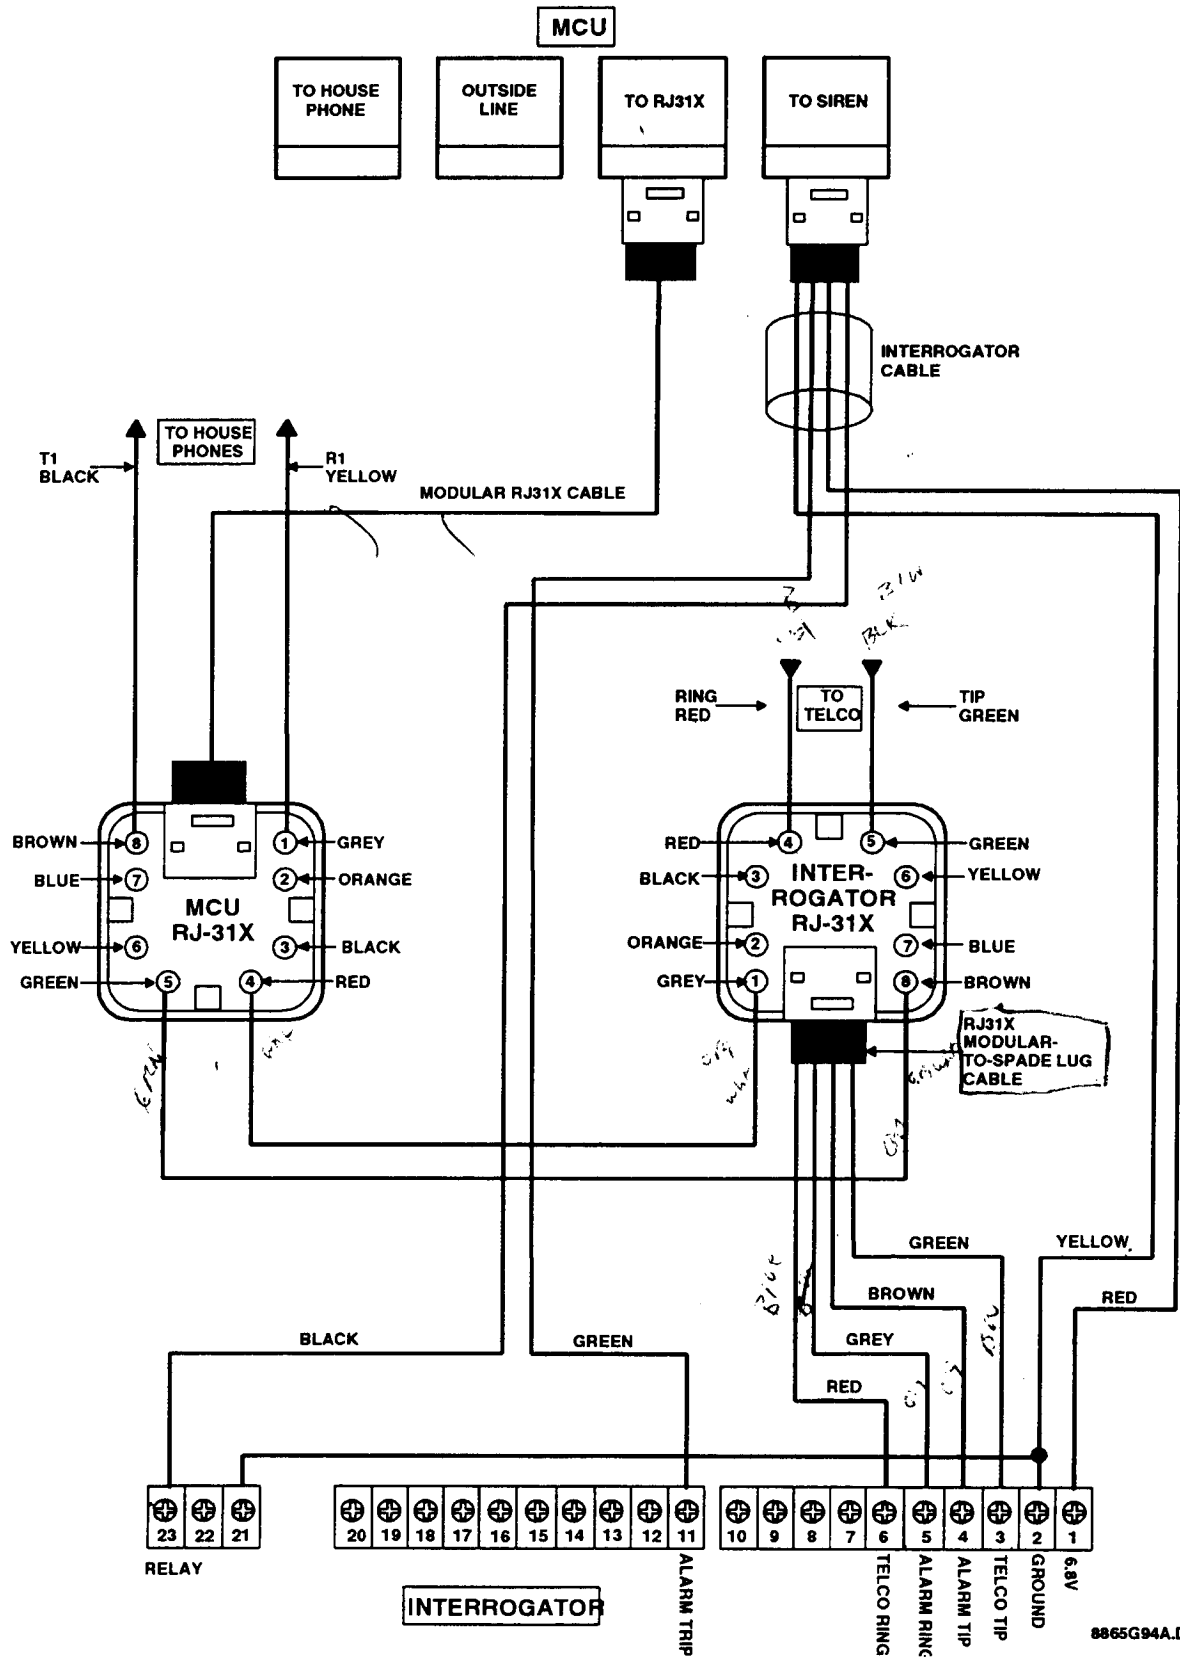 MCU
TO HOUSE
PHONE
OUTSIDE
LINE
TO RJ31X
TO SIREN
INTERROGATOR
CABLE
TO HOUSE
PHONES
T1
BLACK
R1
YELLOW
MODULAR RJ31X CABLE
B/W
BLK
RING
RED
TO
TELCO
TIP
GREEN
BROWN
8
1
GREY
BLUE
7
2
ORANGE
MCU
RJ-31X
YELLOW
6
3
BLACK
GREEN
5
4
RED
RED
4
5
GREEN
BLACK
3
INTER-
ROGATOR
RJ-31X
6
YELLOW
ORANGE
2
7
BLUE
GREY
1
8
BROWN
RJ31X
MODULAR-
TO-SPADE LUG
CABLE
GREEN
YELLOW
BROWN
RED
BLACK
GREEN
GREY
RED
23
22
21
20
19
18
17
16
15
14
13
12
11
10
9
8
7
6
5
4
3
2
1
RELAY
ALARM TRIP
TELCO RING
ALARM RING
ALARM TIP
TELCO TIP
GROUND
6.8V
INTERROGATOR
8865G94A.D